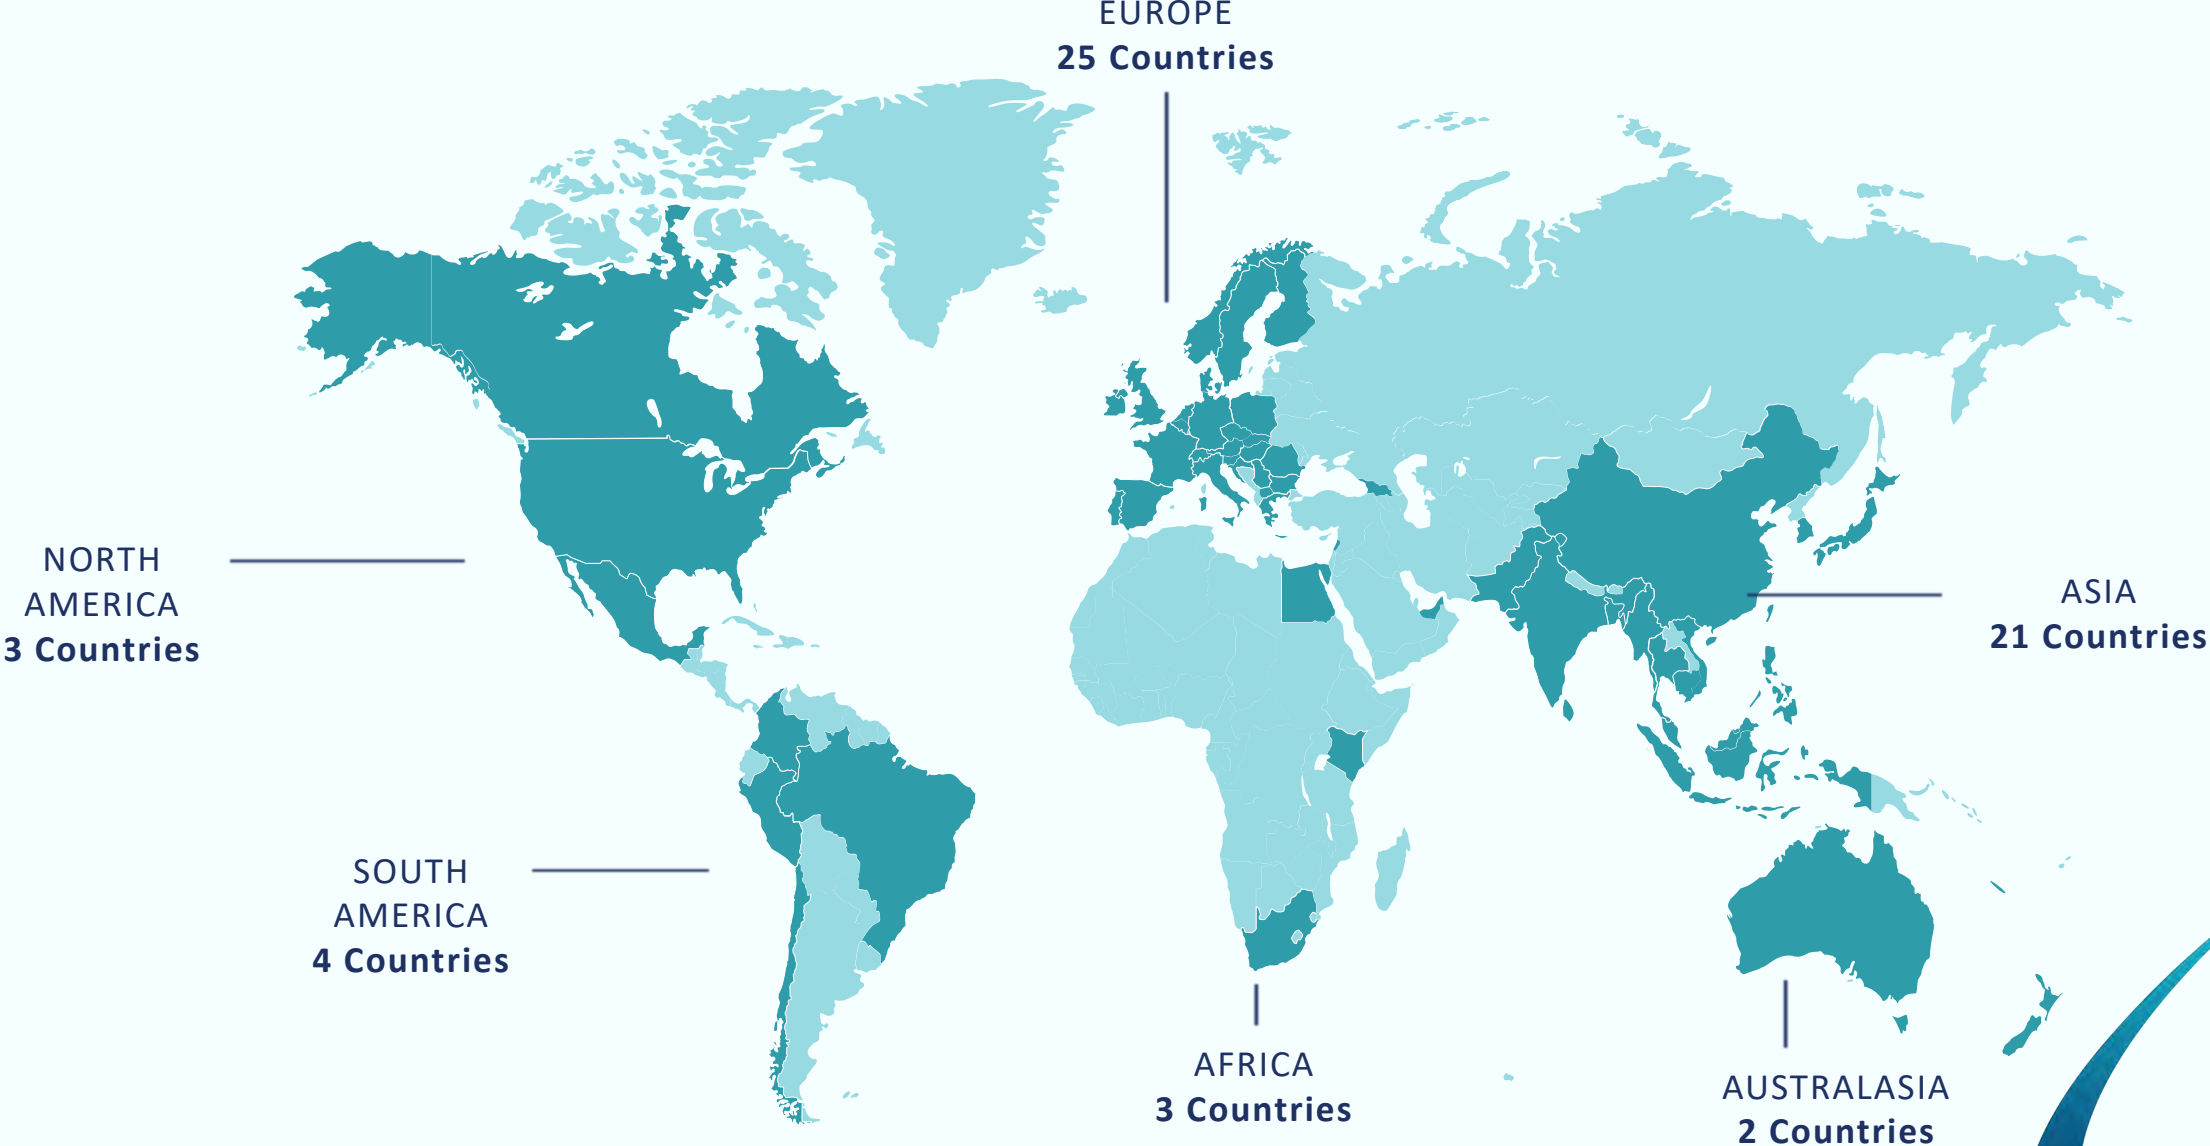 EUROPE
25 Countries
NORTH
AMERICA
3 Countries
ASIA
21 Countries
SOUTH
AMERICA
4 Countries
AFRICA
3 Countries
AUSTRALASIA
2 Countries